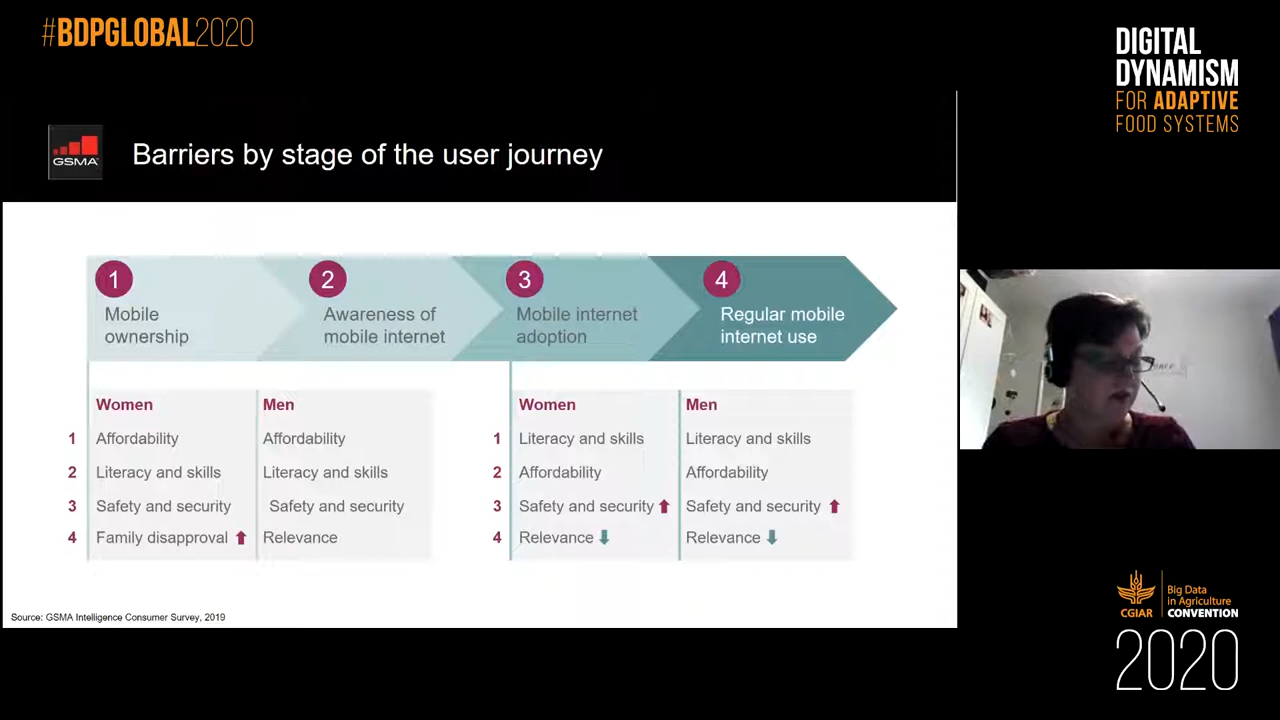 #BDPGLOBAL2020
DIGITAL
DYNAMISM
FOR ADAPTIVE
FOOD SYSTEMS
GSMA
Barriers by stage of the user journey
1
Mobile
ownership
2
Awareness of
mobile internet
3
Mobile internet
adoption
4
Regular mobile
internet use
Women Men
1 Affordability Affordability
2 Literacy and skills Literacy and skills
3 Safety and security Safety and security
4 Family disapproval Relevance
Women Men
1 Literacy and skills Literacy and skills
2 Affordability Affordability
3 Safety and security Safety and security
4 Relevance Relevance
Source: GSMA Intelligence Consumer Survey, 2019
CGIAR
Big Data
in Agriculture
CONVENTION
2020